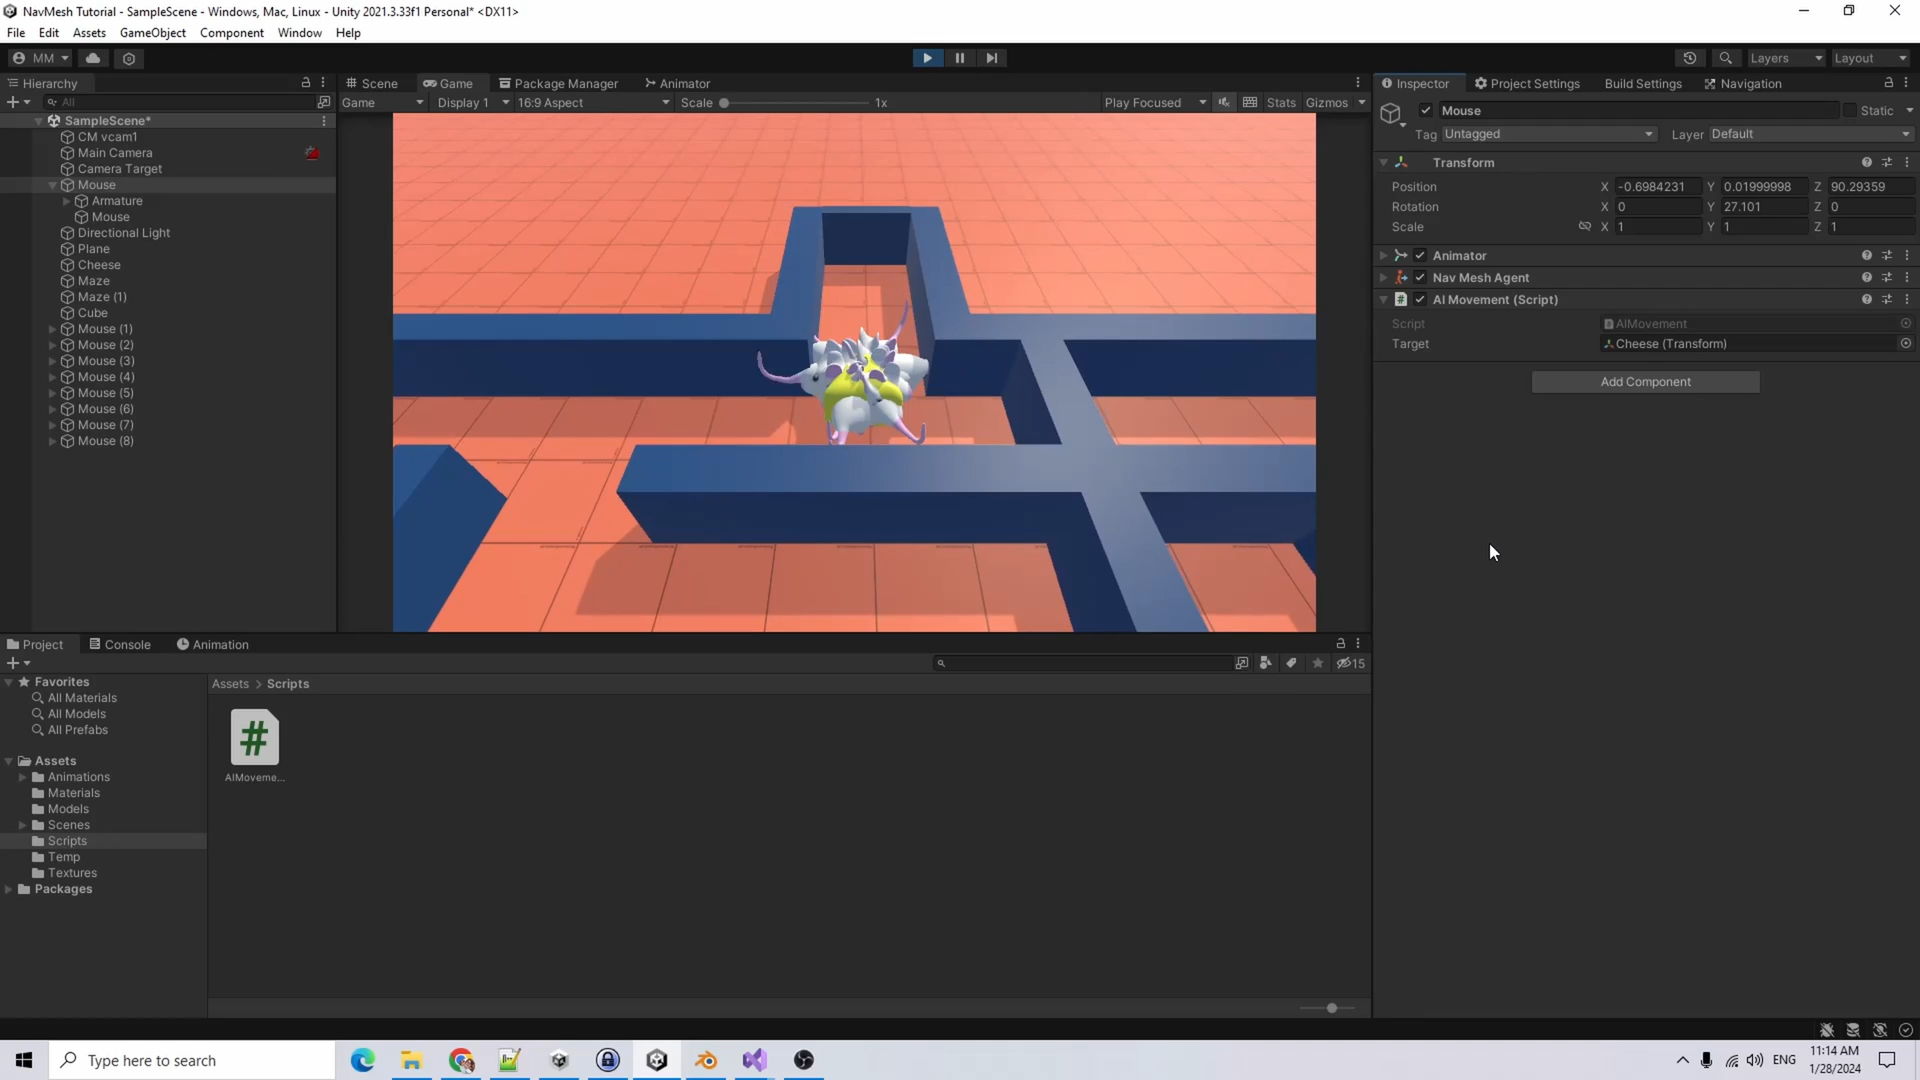 NavMesh Tutorial - SampleScene - Windows, Mac, Linux - Unity 2021.3.33f1 Personal* <DX11>
File Edit Assets GameObject Component Window Help
MM Layers Layout
Hierarchy Scene Game Package Manager Animator Inspector Project Settings Build Settings Navigation
All Game Display 1 16:9 Aspect Scale 1x Play Focused Stats Gizmos
Mouse Static
Tag Untagged Layer Default
SampleScene*
CM vcam1
Main Camera
Camera Target
Mouse
Armature
Mouse
Directional Light
Plane
Cheese
Maze
Maze (1)
Cube
Mouse (1)
Mouse (2)
Mouse (3)
Mouse (4)
Mouse (5)
Mouse (6)
Mouse (7)
Mouse (8)
Transform
Position X -0.6984231 Y 0.01999998 Z 90.29359
Rotation X 0 Y 27.101 Z 0
Scale X 1 Y 1 Z 1
Animator
Nav Mesh Agent
AI Movement (Script)
Script AIMovement
Target Cheese (Transform)
Add Component
Project Console Animation
15
Favorites
All Materials
All Models
All Prefabs
Assets
Animations
Materials
Models
Scenes
Scripts
Temp
Textures
Packages
Assets > Scripts
#
AIMoveme...
Type here to search
ENG
11:14 AM
1/28/2024